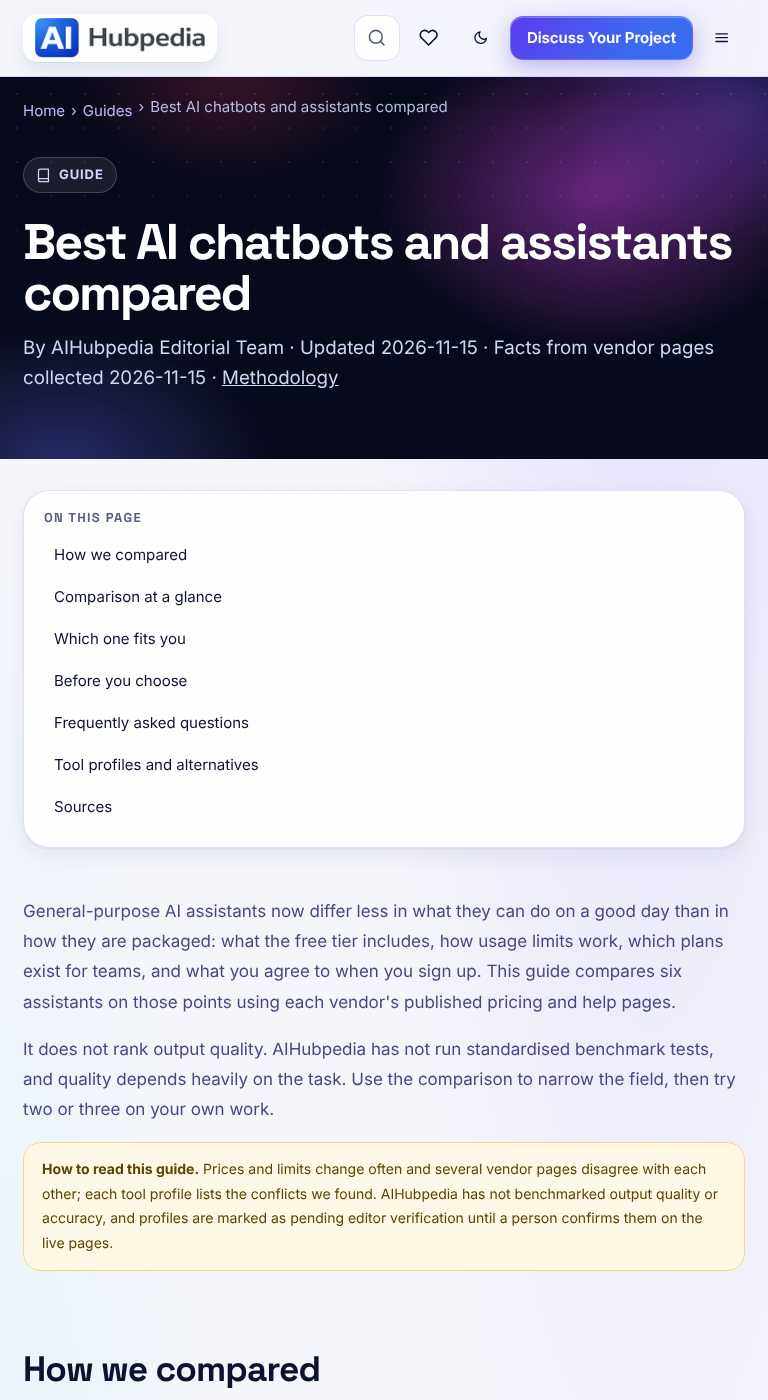 AI Hubpedia
Discuss Your Project
Home › Guides › Best AI chatbots and assistants compared
GUIDE
Best AI chatbots and assistants
compared
By AIHubpedia Editorial Team · Updated 2026-11-15 · Facts from vendor pages
collected 2026-11-15 · Methodology
ON THIS PAGE
How we compared
Comparison at a glance
Which one fits you
Before you choose
Frequently asked questions
Tool profiles and alternatives
Sources
General-purpose AI assistants now differ less in what they can do on a good day than in
how they are packaged: what the free tier includes, how usage limits work, which plans
exist for teams, and what you agree to when you sign up. This guide compares six
assistants on those points using each vendor's published pricing and help pages.
It does not rank output quality. AIHubpedia has not run standardised benchmark tests,
and quality depends heavily on the task. Use the comparison to narrow the field, then try
two or three on your own work.
How to read this guide. Prices and limits change often and several vendor pages disagree with each
other; each tool profile lists the conflicts we found. AIHubpedia has not benchmarked output quality or
accuracy, and profiles are marked as pending editor verification until a person confirms them on the
live pages.
How we compared